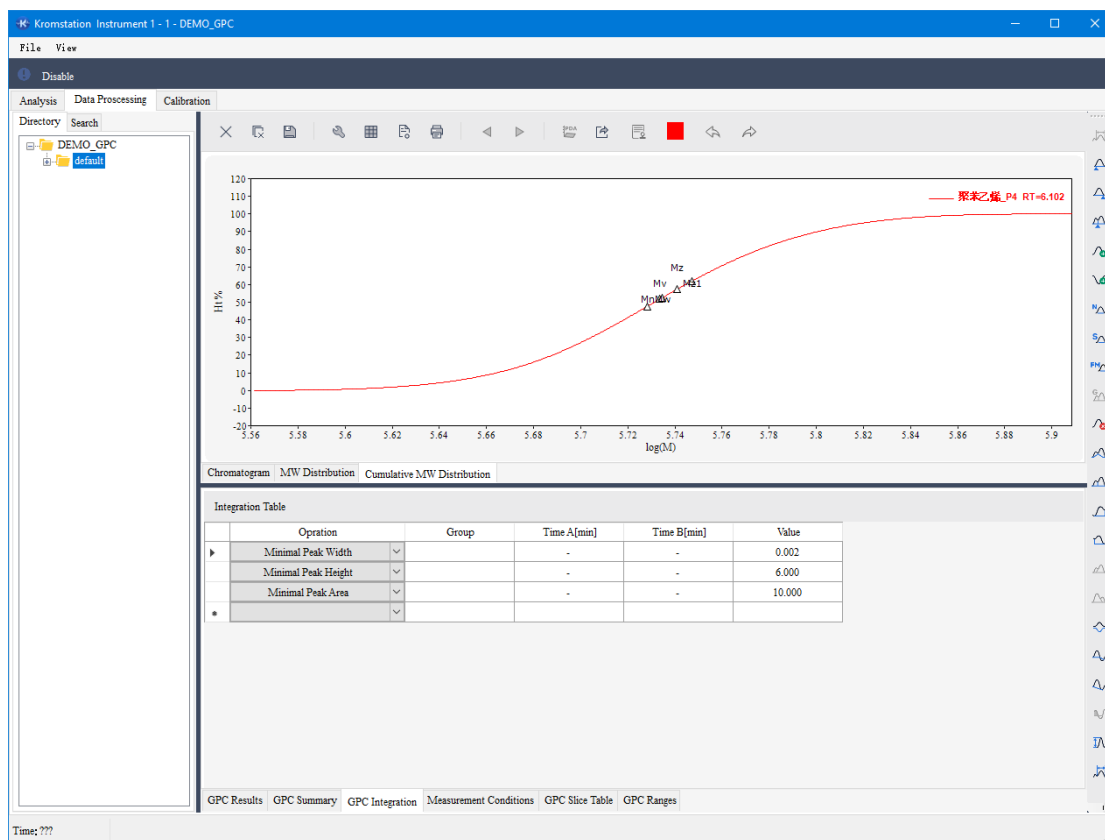 Kromstation Instrument 1 - 1 - DEMO_GPC
File View
Disable
Analysis Data Proscessing Calibration
Directory Search
DEMO_GPC
default
120
110
100
90
80
70
60
50
40
30
20
10
0
-10
-20
Ht%
聚苯乙烯_P4 RT=6.102
Mz
Mv
Mn
5.56 5.58 5.6 5.62 5.64 5.66 5.68 5.7 5.72 5.74 5.76 5.78 5.8 5.82 5.84 5.86 5.88 5.9
log(M)
Chromatogram MW Distribution Cumulative MW Distribution
Integration Table
Opration Group Time A[min] Time B[min] Value
Minimal Peak Width - - 0.002
Minimal Peak Height - - 6.000
Minimal Peak Area - - 10.000
GPC Results GPC Summary GPC Integration Measurement Conditions GPC Slice Table GPC Ranges
Time: ???